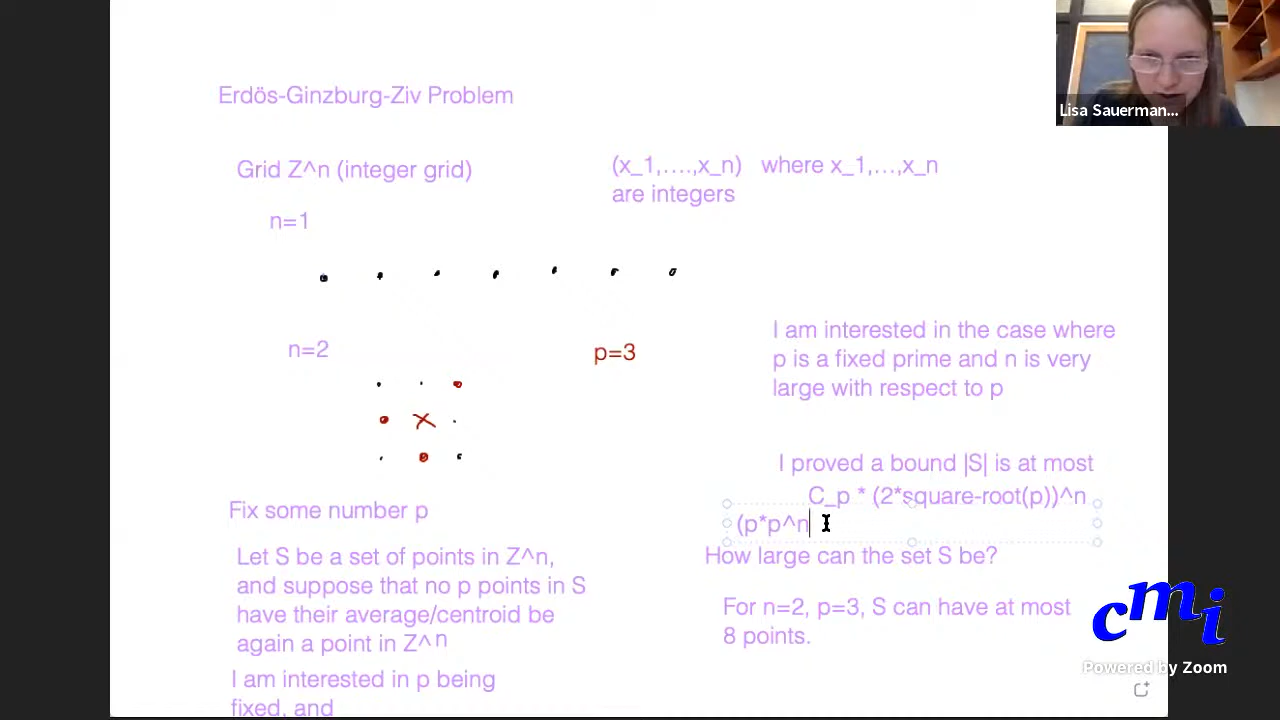 Erdös-Ginzburg-Ziv Problem
Lisa Sauerman...
Grid Z^n (integer grid)
(x_1,....,x_n) where x_1,...,x_n
are integers
n=1
n=2
p=3
I am interested in the case where
p is a fixed prime and n is very
large with respect to p
I proved a bound |S| is at most
C_p * (2*square-root(p))^n
(p*p^n
Fix some number p
Let S be a set of points in Z^n,
and suppose that no p points in S
have their average/centroid be
again a point in Z^n
I am interested in p being
fixed, and
How large can the set S be?
For n=2, p=3, S can have at most
8 points.
cmi
Powered by Zoom